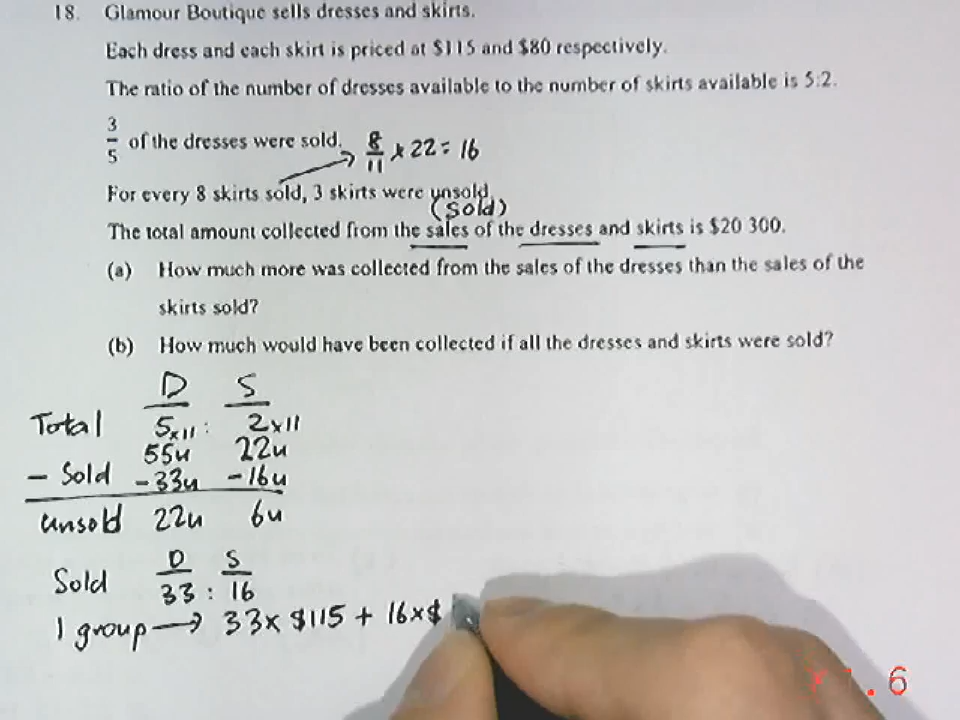 18. Glamour Boutique sells dresses and skirts.
Each dress and each skirt is priced at $115 and $80 respectively.
The ratio of the number of dresses available to the number of skirts available is 5:2.
3/5 of the dresses were sold. 8/11 x 22 = 16
For every 8 skirts sold, 3 skirts were unsold.
(sold)
The total amount collected from the sales of the dresses and skirts is $20 300.
(a) How much more was collected from the sales of the dresses than the sales of the
skirts sold?
(b) How much would have been collected if all the dresses and skirts were sold?
D S
Total 5x11 : 2x11
55u 22u
- Sold -33u -16u
unsold 22u 6u
D S
Sold 33 : 16
1 group → 33x $115 + 16x$